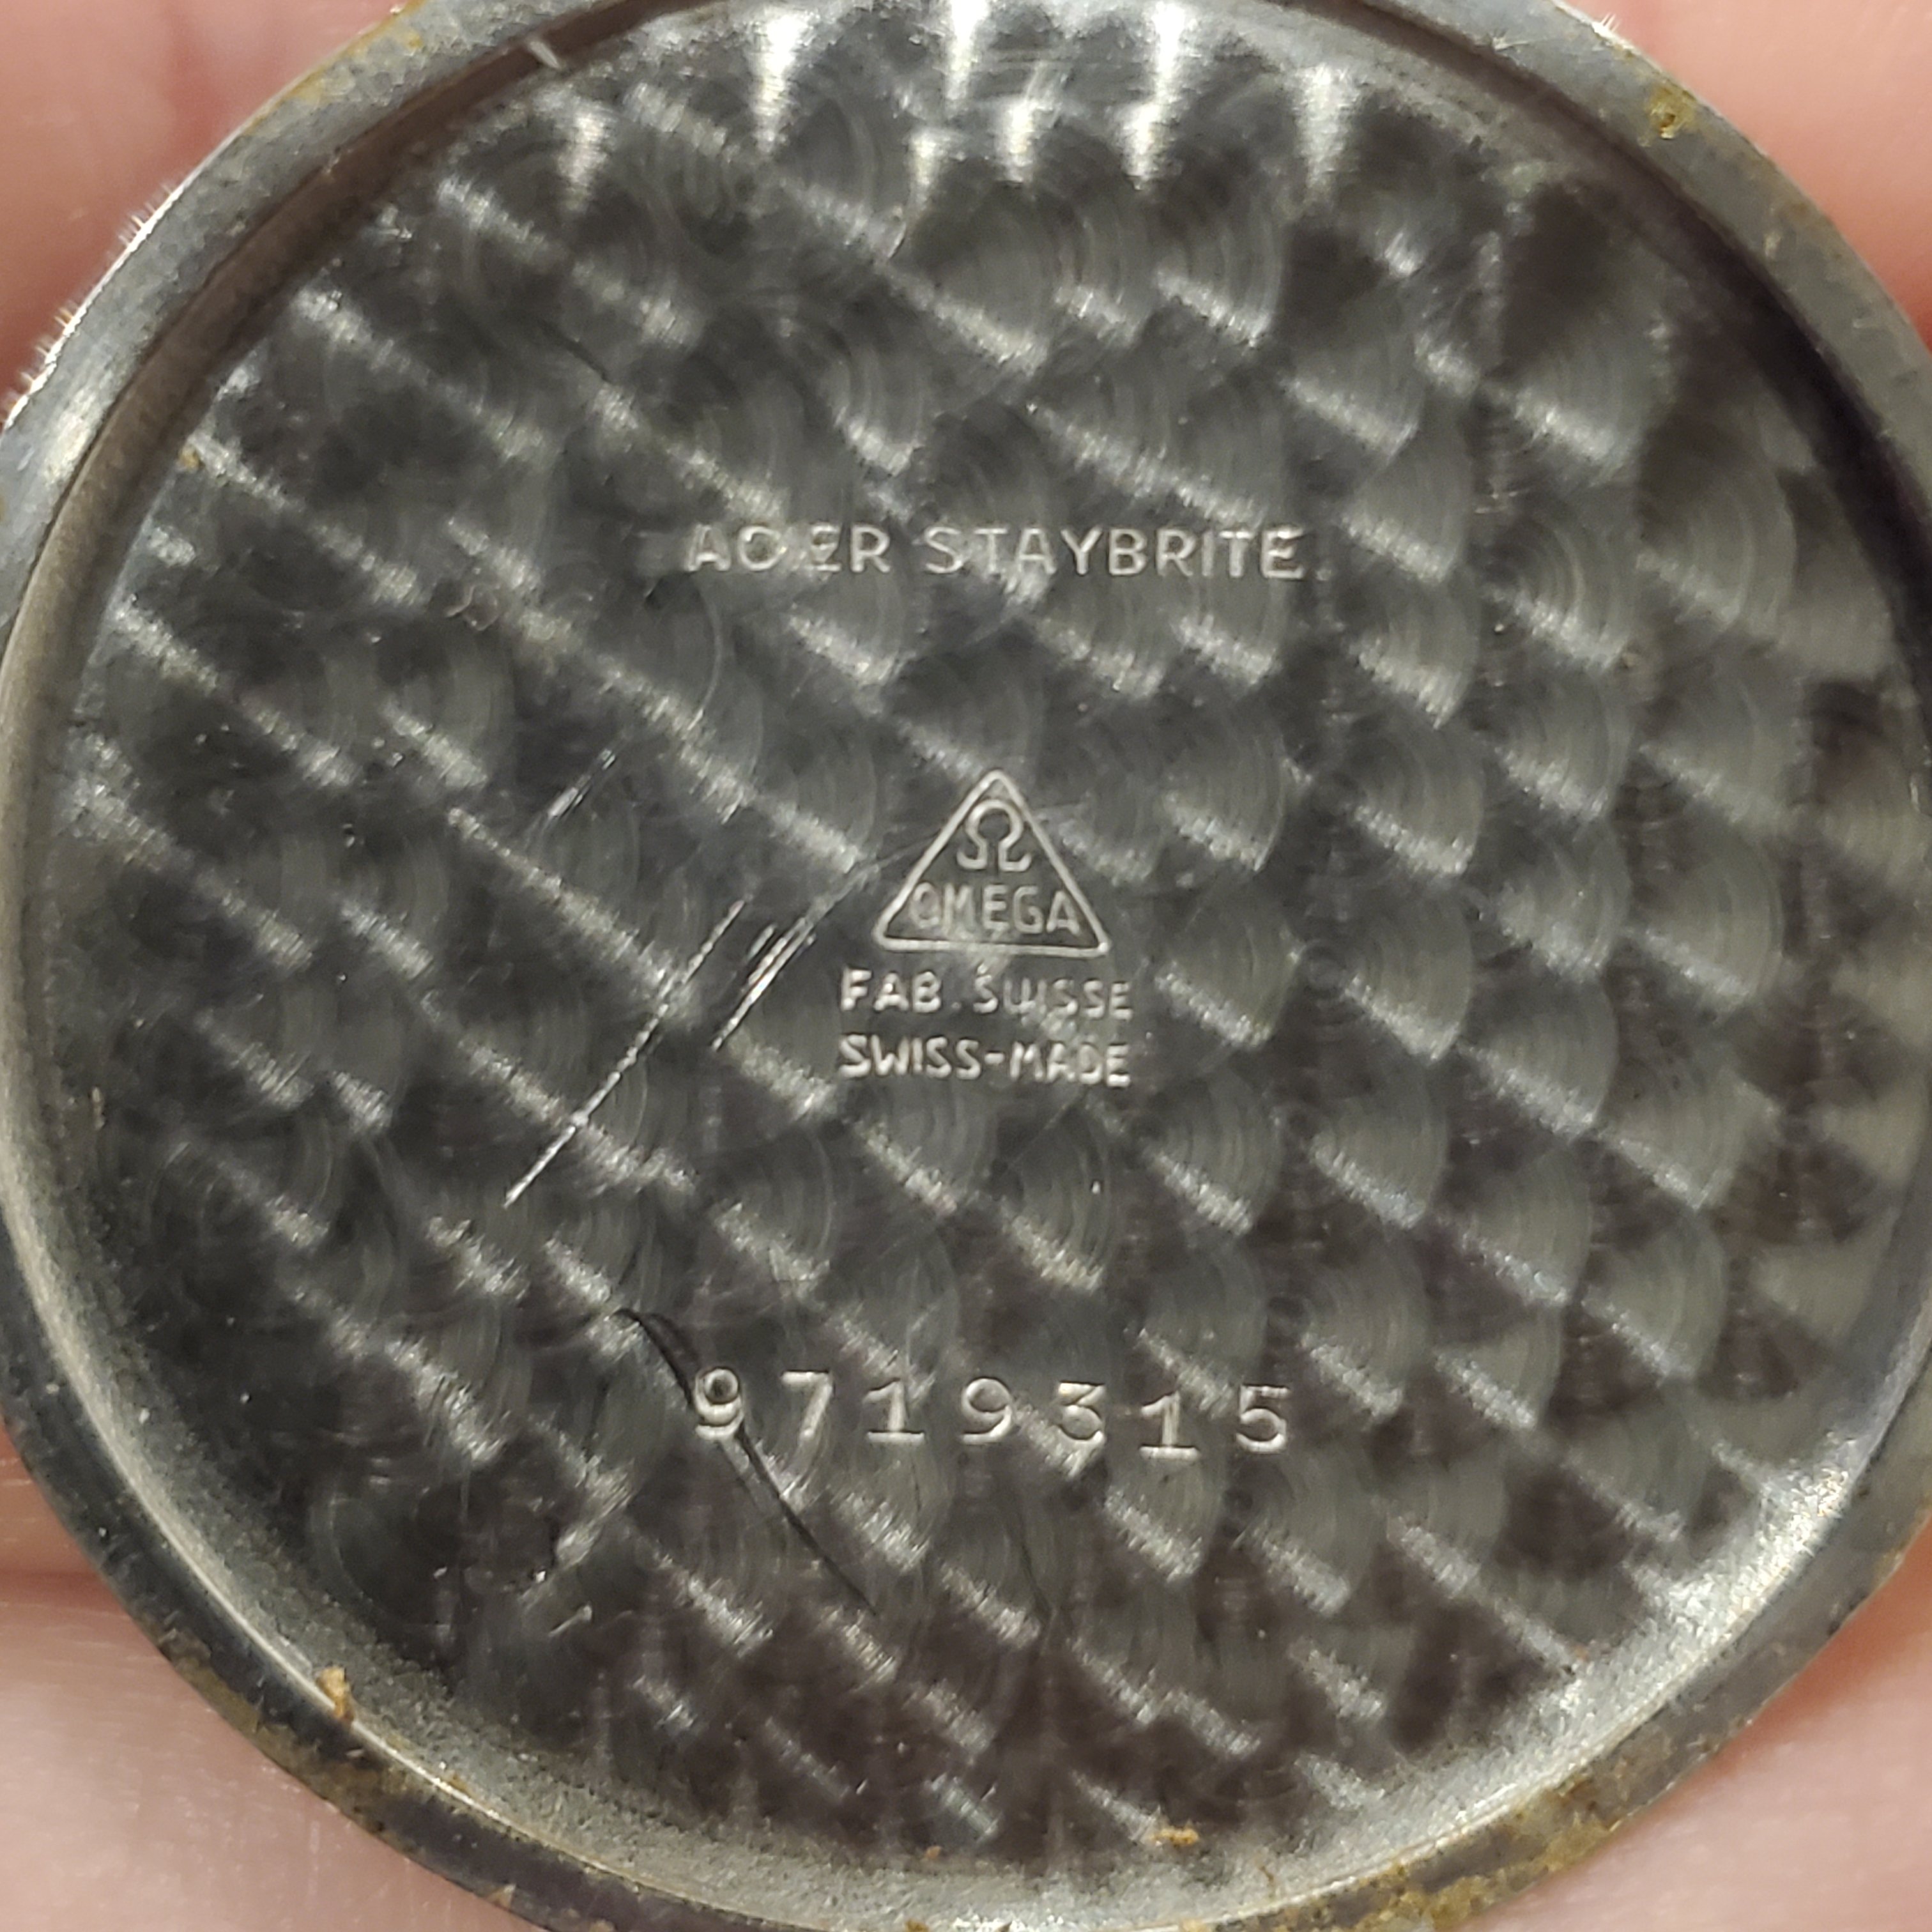 ACIER STAYBRITE.
Ω
OMEGA
FAB. SUISSE
SWISS-MADE
9719315